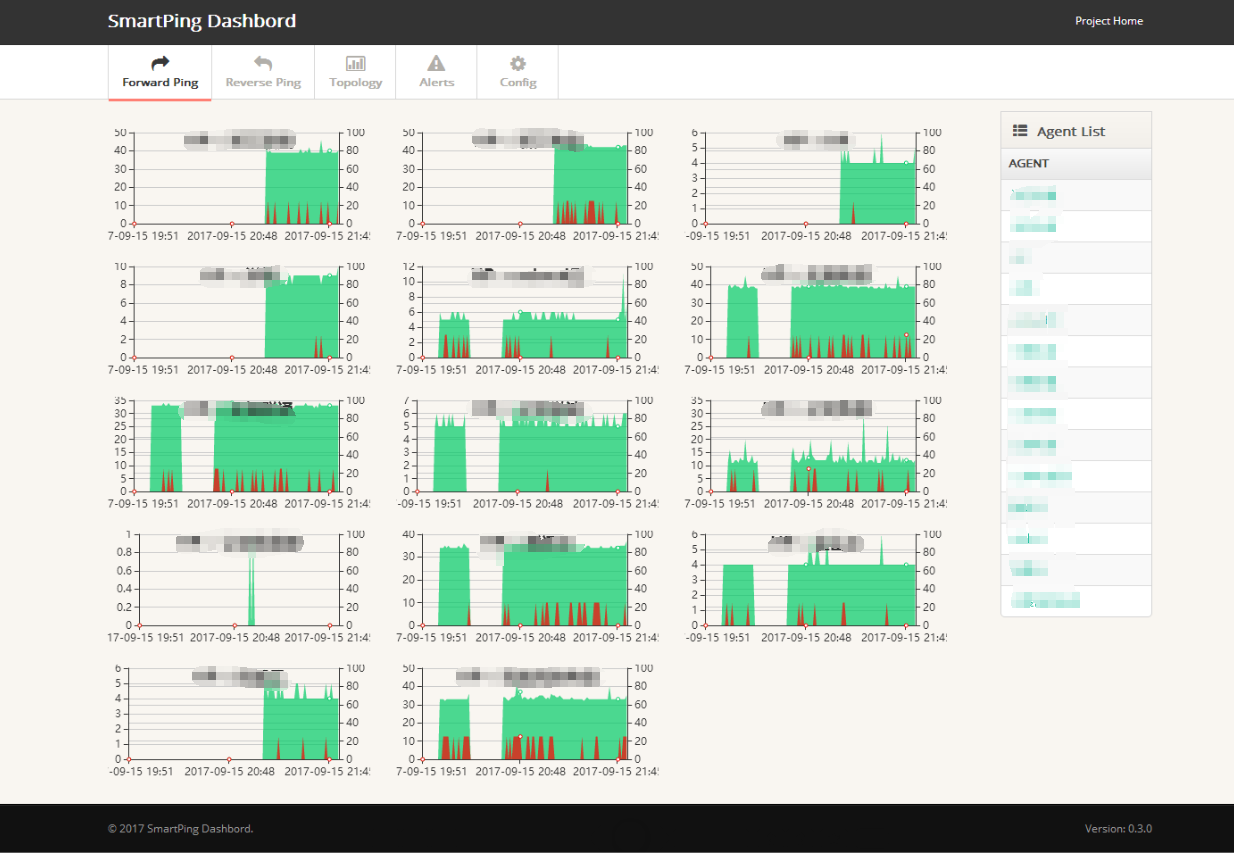 SmartPing Dashbord
Project Home
Forward Ping
Reverse Ping
Topology
Alerts
Config
Agent List
AGENT
50 40 30 20 10 0
100 80 60 40 20 0
7-09-15 19:51 2017-09-15 20:48 2017-09-15 21:45
50 40 30 20 10 0
100 80 60 40 20 0
7-09-15 19:51 2017-09-15 20:48 2017-09-15 21:45
6 5 4 3 2 1 0
100 80 60 40 20 0
-09-15 19:51 2017-09-15 20:48 2017-09-15 21:45
10 8 6 4 2 0
100 80 60 40 20 0
7-09-15 19:51 2017-09-15 20:48 2017-09-15 21:45
12 10 8 6 4 2 0
100 80 60 40 20 0
7-09-15 19:51 2017-09-15 20:48 2017-09-15 21:45
50 40 30 20 10 0
100 80 60 40 20 0
7-09-15 19:51 2017-09-15 20:48 2017-09-15 21:45
35 30 25 20 15 10 5 0
100 80 60 40 20 0
7-09-15 19:51 2017-09-15 20:48 2017-09-15 21:45
7 6 5 4 3 2 1 0
100 80 60 40 20 0
-09-15 19:51 2017-09-15 20:48 2017-09-15 21:45
35 30 25 20 15 10 5 0
100 80 60 40 20 0
7-09-15 19:51 2017-09-15 20:48 2017-09-15 21:45
1 0.8 0.6 0.4 0.2 0
100 80 60 40 20 0
17-09-15 19:51 2017-09-15 20:48 2017-09-15 21:45
40 30 20 10 0
100 80 60 40 20 0
7-09-15 19:51 2017-09-15 20:48 2017-09-15 21:45
6 5 4 3 2 1 0
100 80 60 40 20 0
-09-15 19:51 2017-09-15 20:48 2017-09-15 21:45
6 5 4 3 2 1 0
100 80 60 40 20 0
-09-15 19:51 2017-09-15 20:48 2017-09-15 21:45
50 40 30 20 10 0
100 80 60 40 20 0
7-09-15 19:51 2017-09-15 20:48 2017-09-15 21:45
© 2017 SmartPing Dashbord.
Version: 0.3.0